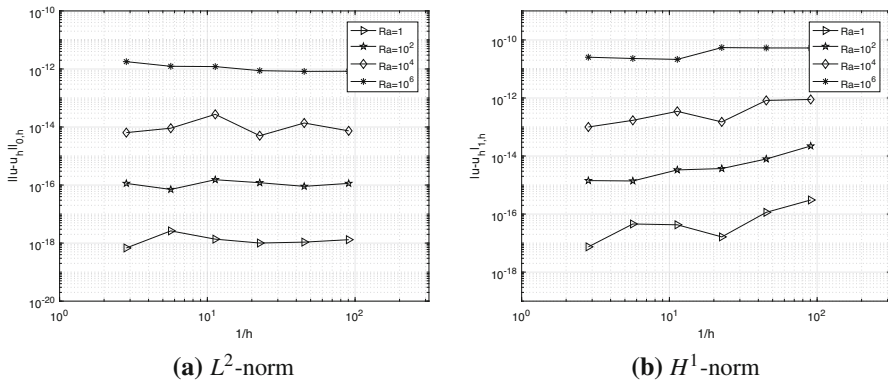 10^-10
10^-12
10^-14
10^-16
10^-18
10^-20
||u-u_h||_0,h
10^0
10^1
10^2
1/h
Ra=1
Ra=10^2
Ra=10^4
Ra=10^6
(a) L^2-norm
10^-8
10^-10
10^-12
10^-14
10^-16
10^-18
|u-u_h|_1,h
10^0
10^1
10^2
1/h
Ra=1
Ra=10^2
Ra=10^4
Ra=10^6
(b) H^1-norm